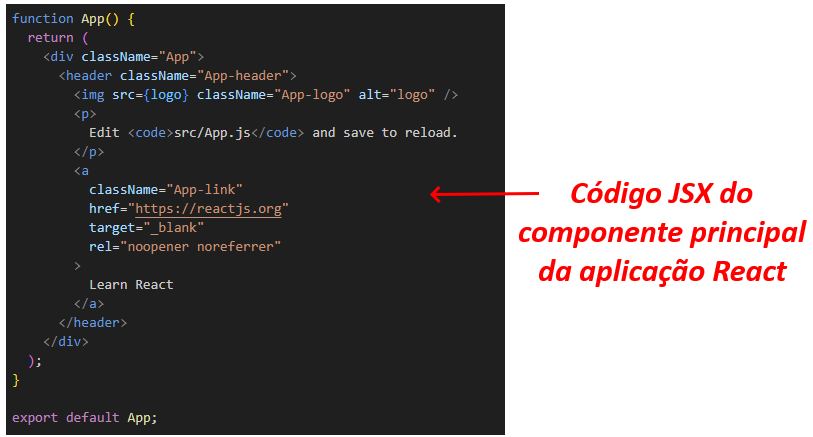 function App() {
  return (
    <div className="App">
      <header className="App-header">
        <img src={logo} className="App-logo" alt="logo" />
        <p>
          Edit <code>src/App.js</code> and save to reload.
        </p>
        <a
          className="App-link"
          href="https://reactjs.org"
          target="_blank"
          rel="noopener noreferrer"
        >
          Learn React
        </a>
      </header>
    </div>
  );
}
export default App;
Código JSX do
componente principal
da aplicação React